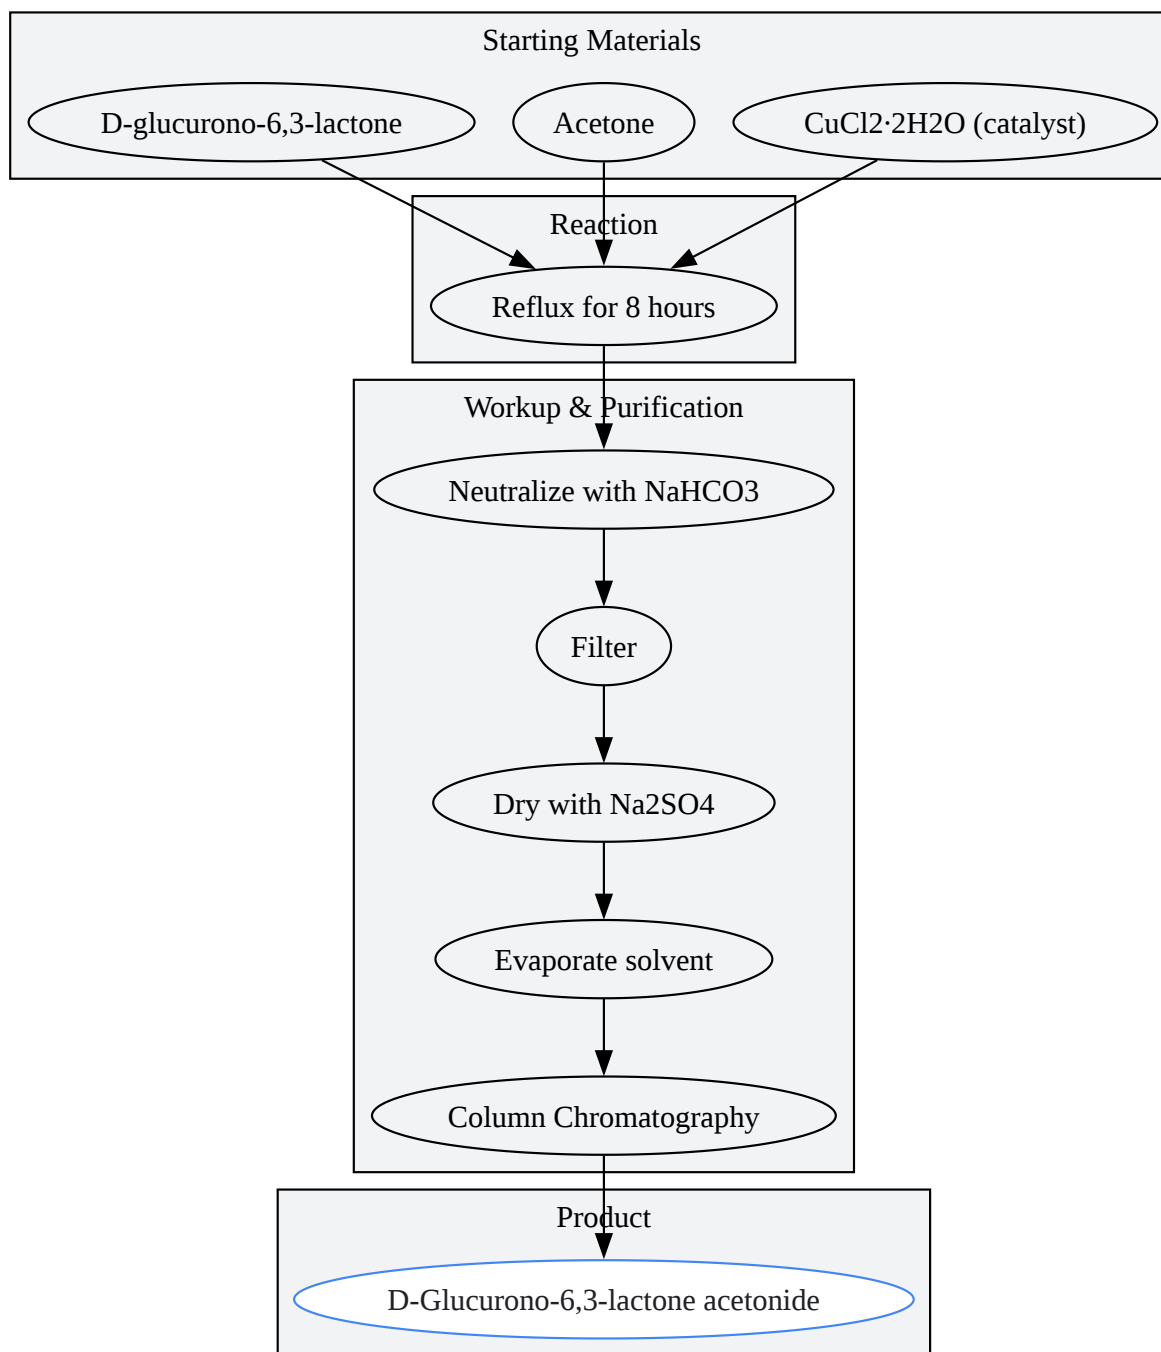 Starting Materials
D-glucurono-6,3-lactone
Acetone
CuCl2·2H2O (catalyst)
Reaction
Reflux for 8 hours
Workup & Purification
Neutralize with NaHCO3
Filter
Dry with Na2SO4
Evaporate solvent
Column Chromatography
Product
D-Glucurono-6,3-lactone acetonide